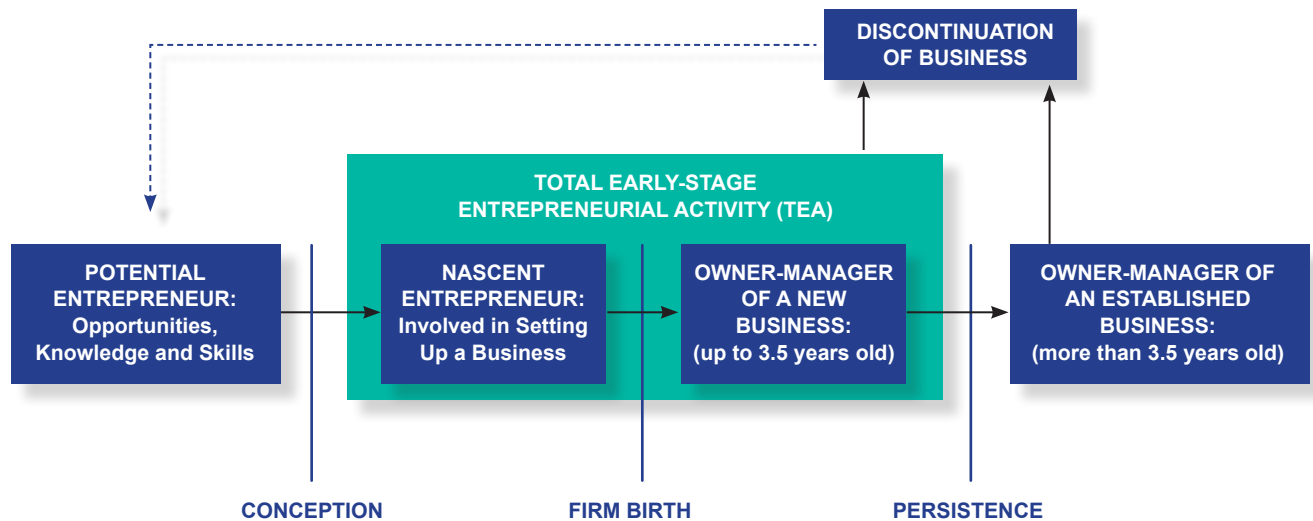 DISCONTINUATION
OF BUSINESS
TOTAL EARLY-STAGE
ENTREPRENEURIAL ACTIVITY (TEA)
POTENTIAL
ENTREPRENEUR:
Opportunities,
Knowledge and Skills
NASCENT
ENTREPRENEUR:
Involved in Setting
Up a Business
OWNER-MANAGER
OF A NEW
BUSINESS:
(up to 3.5 years old)
OWNER-MANAGER OF
AN ESTABLISHED
BUSINESS:
(more than 3.5 years old)
CONCEPTION
FIRM BIRTH
PERSISTENCE